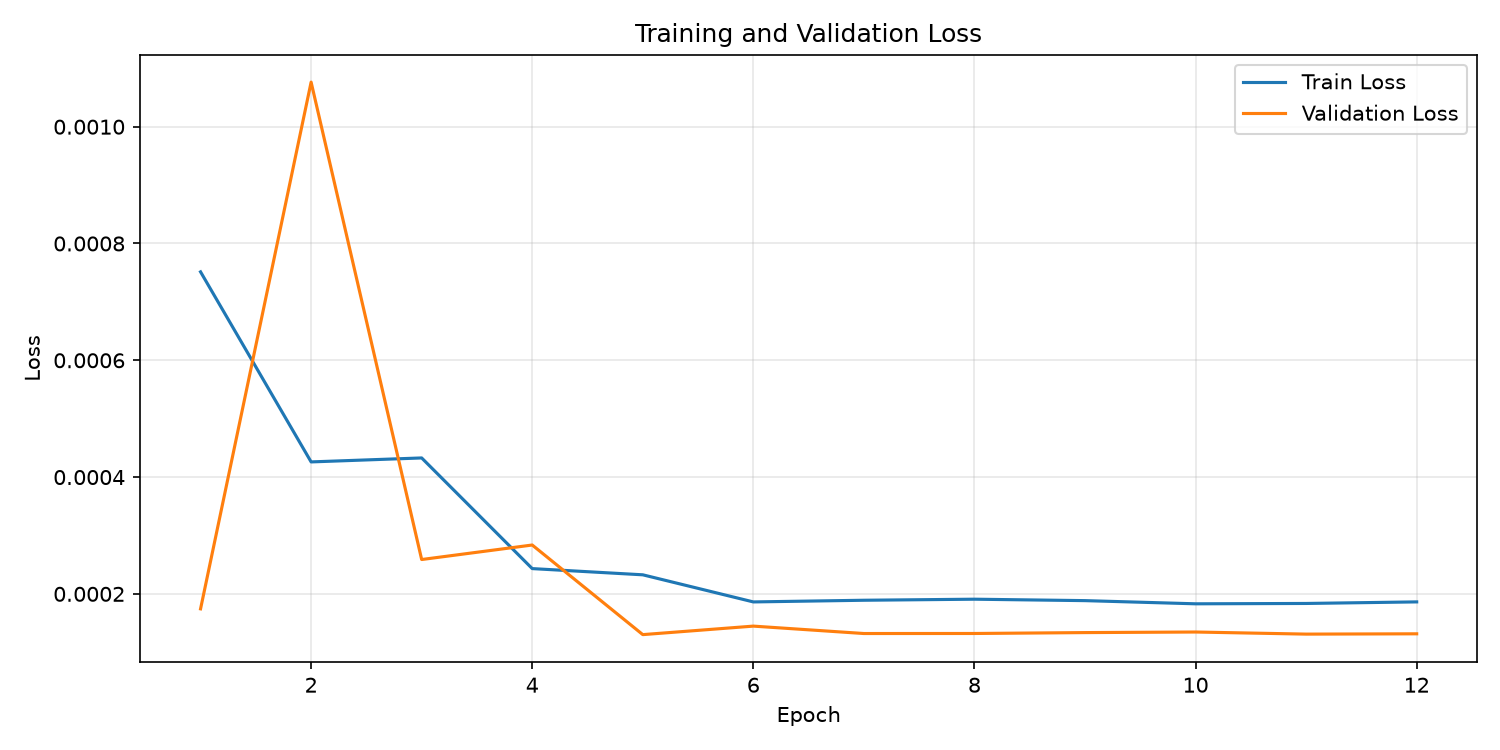 Training and Validation Loss
Train Loss
Validation Loss
0.0010
0.0008
0.0006
0.0004
0.0002
Loss
2 4 6 8 10 12
Epoch